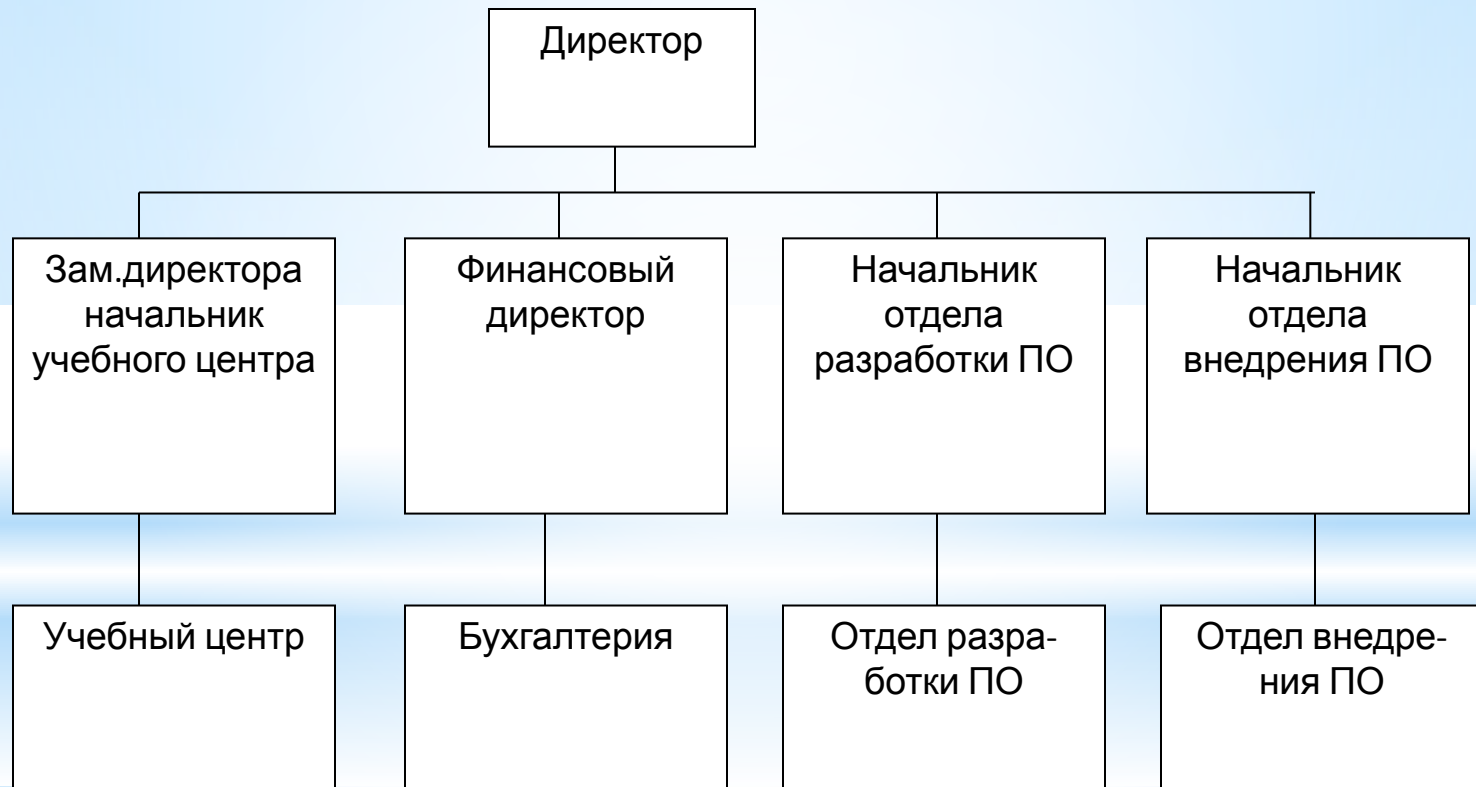 Директор
Зам.директора
начальник
учебного центра
Финансовый
директор
Начальник
отдела
разработки ПО
Начальник
отдела
внедрения ПО
Учебный центр
Бухгалтерия
Отдел разра-
ботки ПО
Отдел внедре-
ния ПО